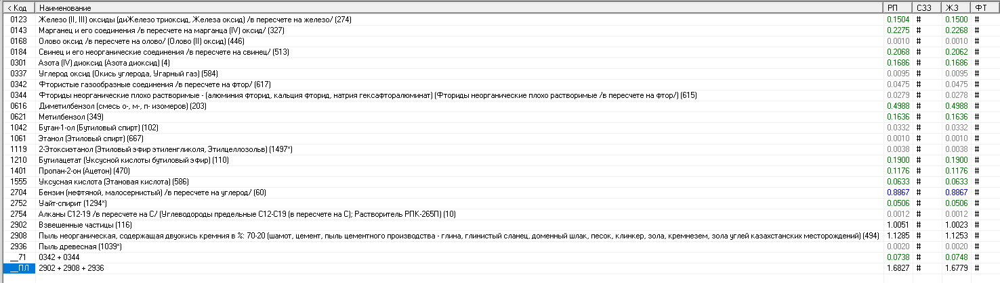 < Код Наименование РП СЗЗ ЖЗ ФТ
0123 Железо (II, III) оксиды (диЖелезо триоксид, Железа оксид) /в пересчете на железо/ (274) 0.1504 # 0.1500 #
0143 Марганец и его соединения /в пересчете на марганца (IV) оксид/ (327) 0.2275 # 0.2268 #
0168 Олово оксид /в пересчете на олово/ (Олово (II) оксид) (446) 0.0010 # 0.0010 #
0184 Свинец и его неорганические соединения /в пересчете на свинец/ (513) 0.2068 # 0.2062 #
0301 Азота (IV) диоксид (Азота диоксид) (4) 0.1686 # 0.1686 #
0337 Углерод оксид (Окись углерода, Угарный газ) (584) 0.0095 # 0.0095 #
0342 Фтористые газообразные соединения /в пересчете на фтор/ (617) 0.0475 # 0.0475 #
0344 Фториды неорганические плохо растворимые - (алюминия фторид, кальция фторид, натрия гексафторалюминат) (Фториды неорганические плохо растворимые /в пересчете на фтор/) (615) 0.0279 # 0.0278 #
0616 Диметилбензол (смесь о-, м-, п- изомеров) (203) 0.4988 # 0.4988 #
0621 Метилбензол (349) 0.1636 # 0.1636 #
1042 Бутан-1-ол (Бутиловый спирт) (102) 0.0332 # 0.0332 #
1061 Этанол (Этиловый спирт) (667) 0.0010 # 0.0010 #
1119 2-Этоксиэтанол (Этиловый эфир этиленгликоля, Этилцеллозольв) (1497*) 0.0038 # 0.0038 #
1210 Бутилацетат (Уксусной кислоты бутиловый эфир) (110) 0.1900 # 0.1900 #
1401 Пропан-2-он (Ацетон) (470) 0.1176 # 0.1176 #
1555 Уксусная кислота (Этановая кислота) (586) 0.0633 # 0.0633 #
2704 Бензин (нефтяной, малосернистый) /в пересчете на углерод/ (60) 0.8867 # 0.8867 #
2752 Уайт-спирит (1294*) 0.0506 # 0.0506 #
2754 Алканы С12-19 /в пересчете на С/ (Углеводороды предельные С12-С19 (в пересчете на С); Растворитель РПК-265П) (10) 0.0012 # 0.0012 #
2902 Взвешенные частицы (116) 1.0051 # 1.0023 #
2908 Пыль неорганическая, содержащая двуокись кремния в %: 70-20 (шамот, цемент, пыль цементного производства - глина, глинистый сланец, доменный шлак, песок, клинкер, зола, кремнезем, зола углей казахстанских месторождений) (494) 1.1285 # 1.1253 #
2936 Пыль древесная (1039*) 0.0020 # 0.0020 #
__71 0342 + 0344 0.0738 # 0.0748 #
__ПЛ 2902 + 2908 + 2936 1.6827 # 1.6779 #